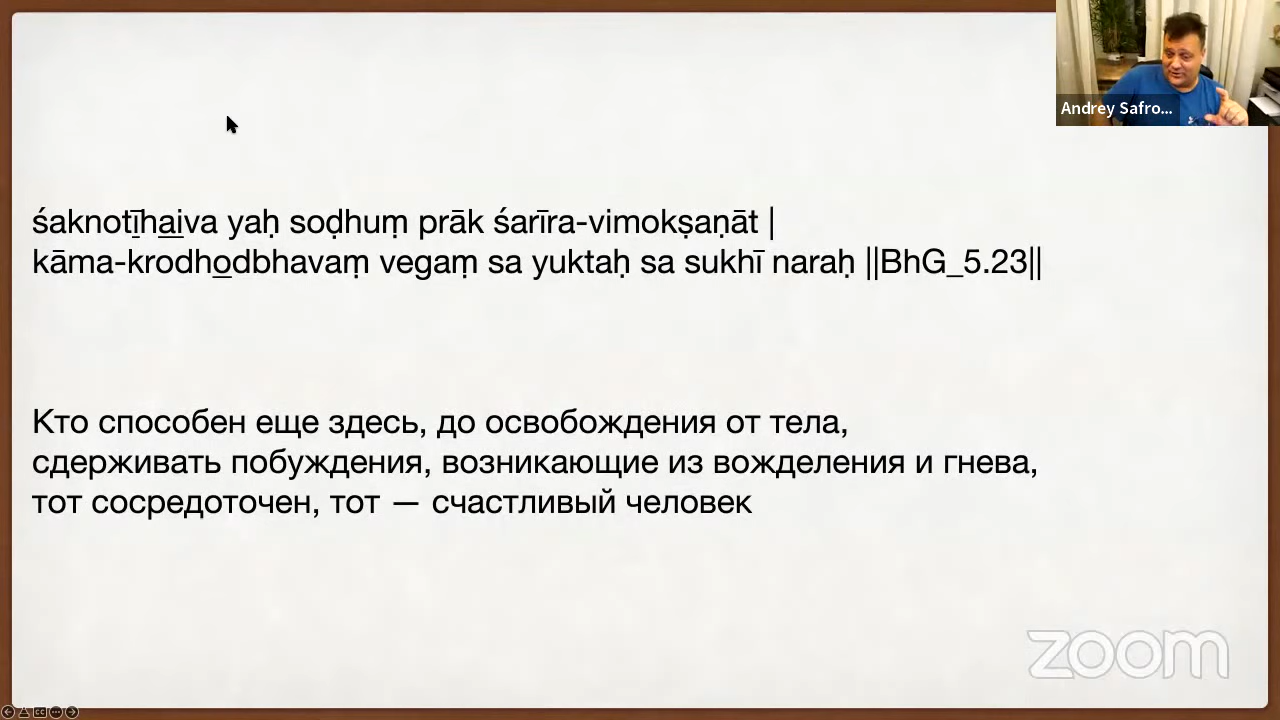 Andrey Safro...
śaknotīhaiva yaḥ soḍhuṃ prāk śarīra-vimokṣaṇāt |
kāma-krodhodbhavaṃ vegaṃ sa yuktaḥ sa sukhī naraḥ ||BhG_5.23||
Кто способен еще здесь, до освобождения от тела,
сдерживать побуждения, возникающие из вожделения и гнева,
тот сосредоточен, тот — счастливый человек
zoom